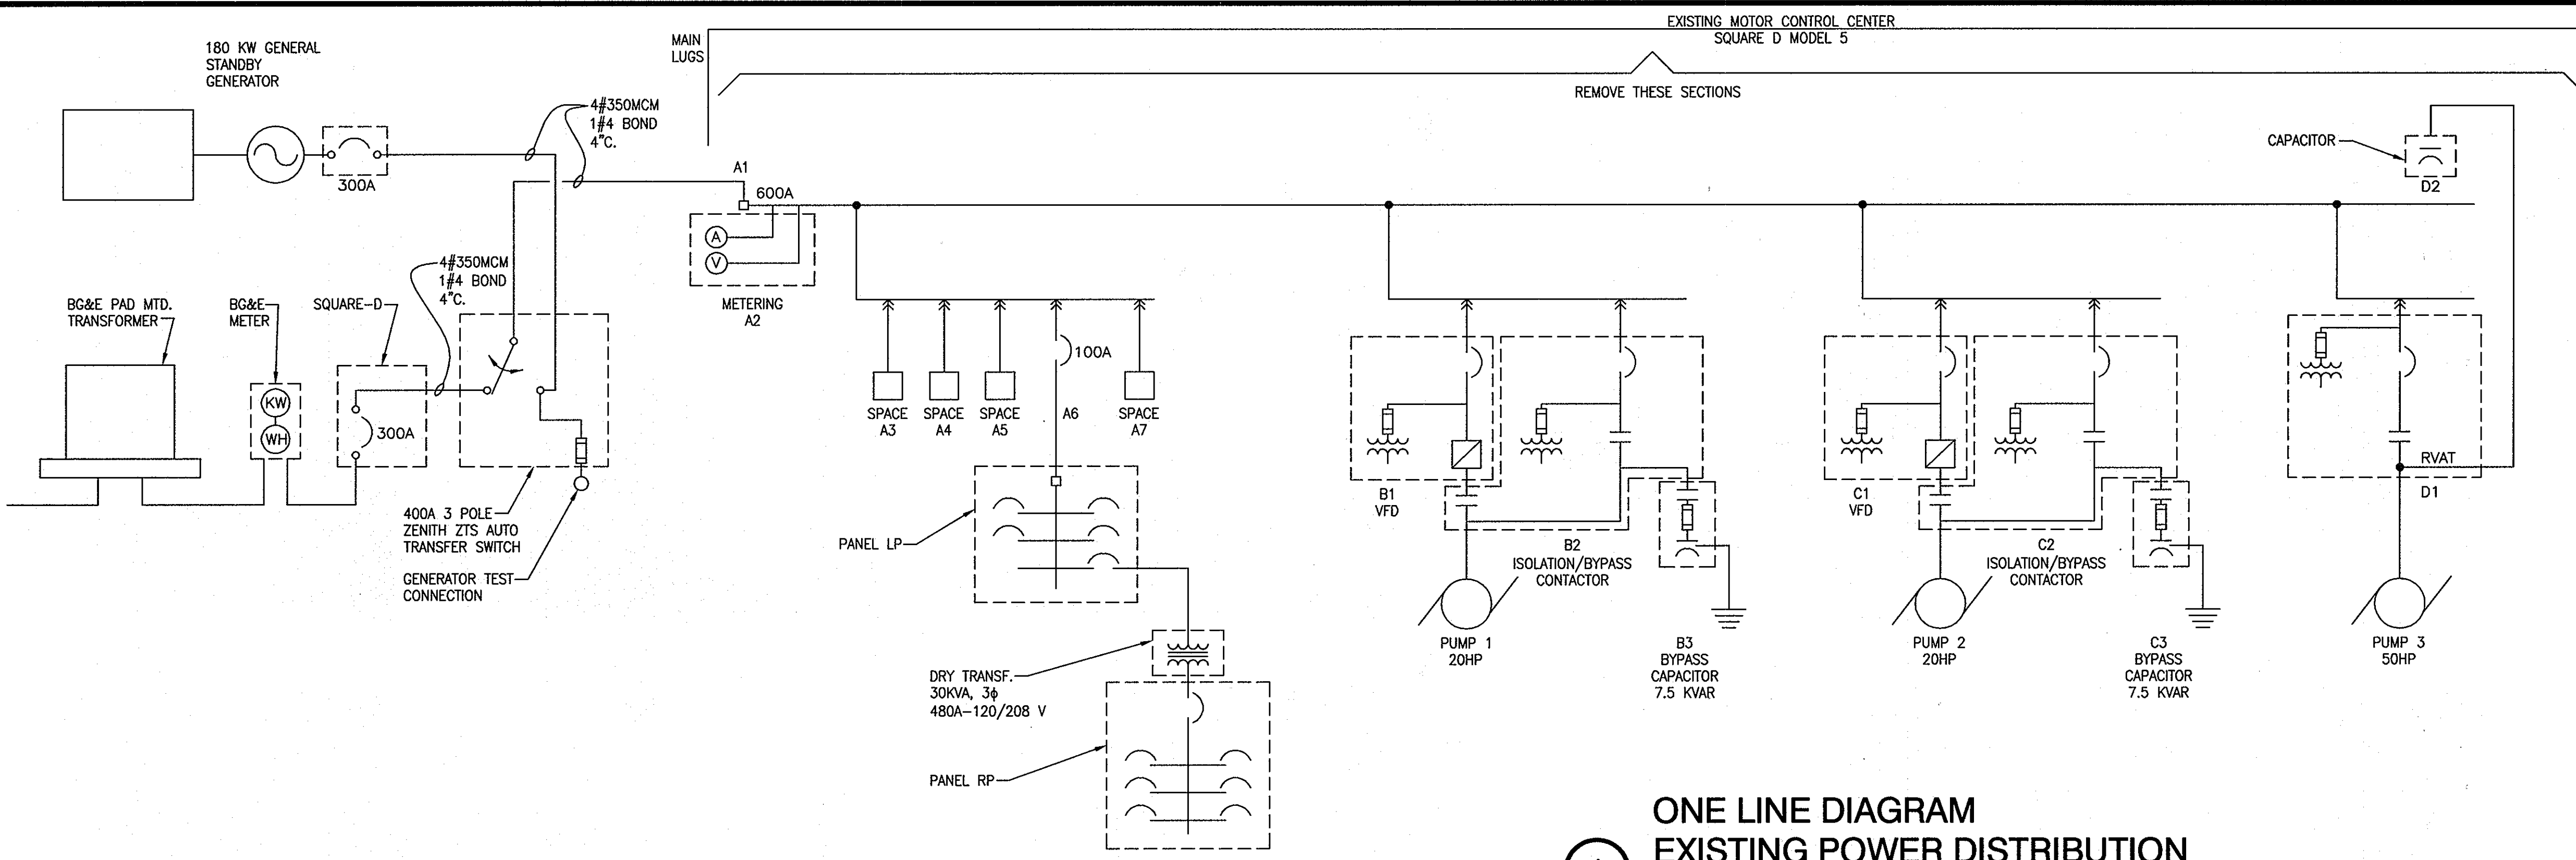 EXISTING MOTOR CONTROL CENTER
SQUARE D MODEL 5
MAIN
LUGS
REMOVE THESE SECTIONS
180 KW GENERAL
STANDBY
GENERATOR
300A
4#350MCM
1#4 BOND
4"C.
A1
600A
A
V
METERING
A2
CAPACITOR
D2
4#350MCM
1#4 BOND
4"C.
BG&E PAD MTD.
TRANSFORMER
BG&E
METER
SQUARE-D
KW
WH
300A
400A 3 POLE
ZENITH ZTS AUTO
TRANSFER SWITCH
GENERATOR TEST
CONNECTION
SPACE
A3
SPACE
A4
SPACE
A5
100A
A6
SPACE
A7
PANEL LP
DRY TRANSF.
30KVA, 3ϕ
480A-120/208 V
PANEL RP
B1
VFD
B2
ISOLATION/BYPASS
CONTACTOR
PUMP 1
20HP
B3
BYPASS
CAPACITOR
7.5 KVAR
C1
VFD
C2
ISOLATION/BYPASS
CONTACTOR
PUMP 2
20HP
C3
BYPASS
CAPACITOR
7.5 KVAR
RVAT
D1
PUMP 3
50HP
ONE LINE DIAGRAM
EXISTING POWER DISTRIBUTION